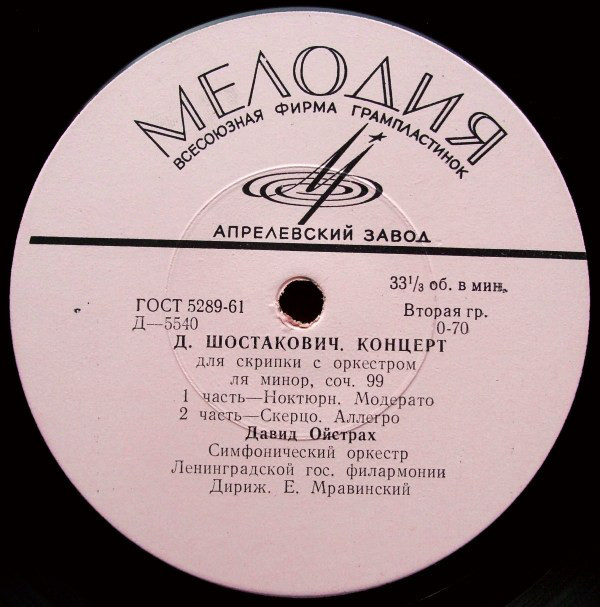 МЕЛОДИЯ
ВСЕСОЮЗНАЯ ФИРМА ГРАМПЛАСТИНОК
АПРЕЛЕВСКИЙ ЗАВОД
33 1/3 об. в мин.
ГОСТ 5289-61
Вторая гр.
Д—5540
0-70
Д. ШОСТАКОВИЧ. КОНЦЕРТ
для скрипки с оркестром
ля минор, соч. 99
1 часть—Ноктюрн. Модерато
2 часть—Скерцо. Аллегро
Давид Ойстрах
Симфонический оркестр
Ленинградской гос. филармонии
Дириж. Е. Мравинский